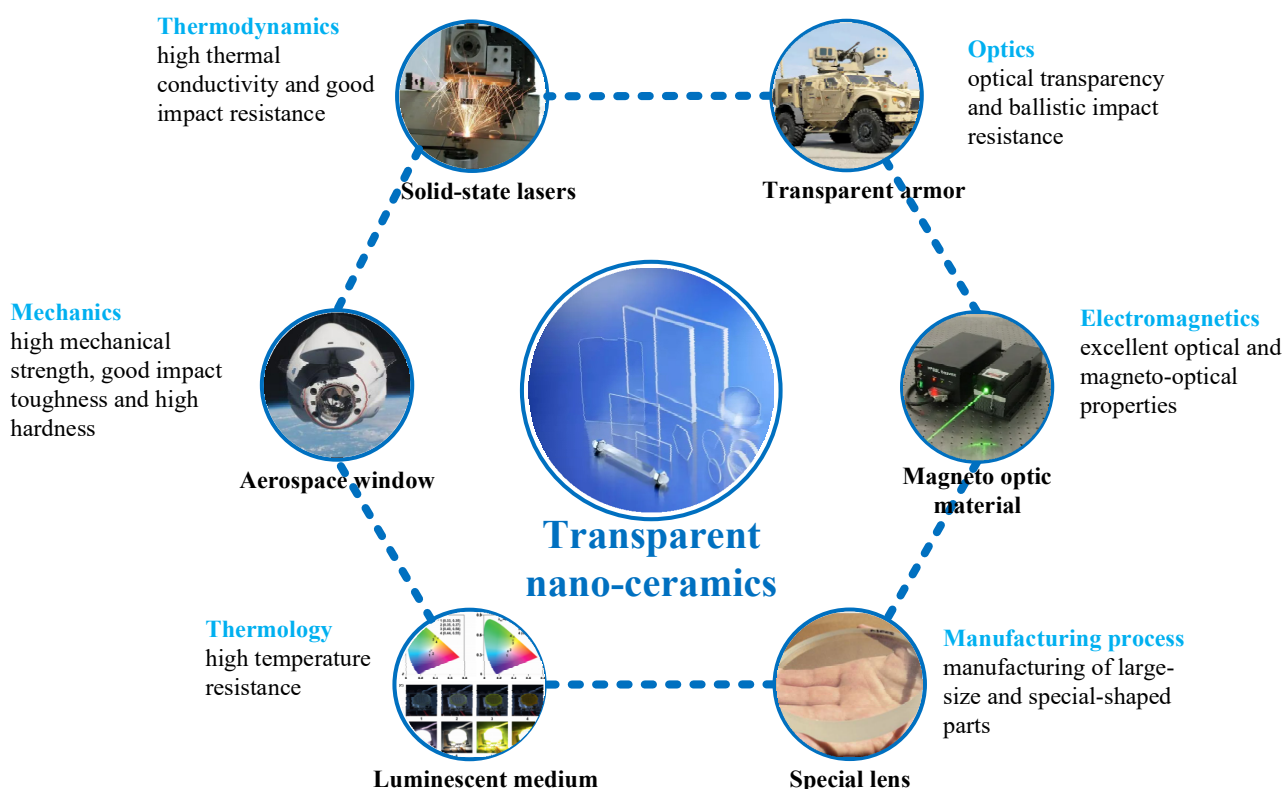 Thermodynamics
high thermal
conductivity and good
impact resistance
Solid-state lasers
Optics
optical transparency
and ballistic impact
resistance
Transparent armor
Mechanics
high mechanical
strength, good impact
toughness and high
hardness
Aerospace window
Electromagnetics
excellent optical and
magneto-optical
properties
Magneto optic
material
Transparent
nano-ceramics
Thermology
high temperature
resistance
Luminescent medium
Manufacturing process
manufacturing of large-
size and special-shaped
parts
Special lens